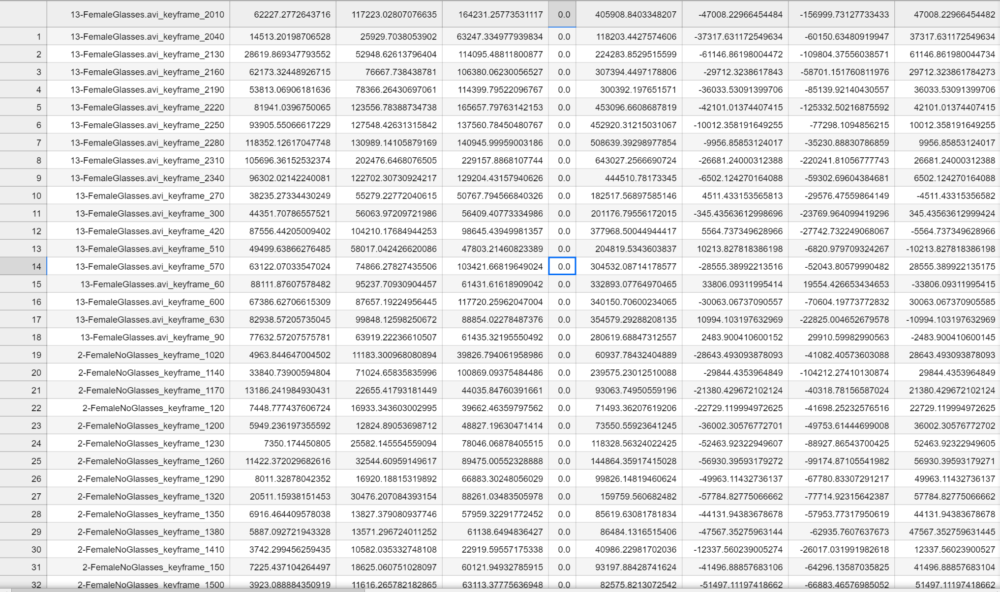 13-FemaleGlasses.avi_keyframe_2010 62227.2772643716 117223.02807076635 164231.25773531117 0.0 405908.8403348207 -47008.22966454484 -156999.73127733433 47008.22966454482
1 13-FemaleGlasses.avi_keyframe_2040 14513.20198706528 25929.7038053902 63247.334977939834 0.0 118203.4427574606 -37317.631172549634 -60150.63480919947 37317.631172549634
2 13-FemaleGlasses.avi_keyframe_2130 28619.869347793552 52948.62613796404 114095.48811800877 0.0 224283.8529515599 -61146.86198004472 -109804.37556038571 61146.861980044734
3 13-FemaleGlasses.avi_keyframe_2160 62173.32448926715 76667.738438781 106380.06230056527 0.0 307394.4497178806 -29712.3238617843 -58701.151760811976 29712.323861784273
4 13-FemaleGlasses.avi_keyframe_2190 53813.06906181636 78366.26430697061 114399.79522096767 0.0 300392.197651571 -36033.53091399706 -85139.92140430557 36033.53091399706
5 13-FemaleGlasses.avi_keyframe_2220 81941.0396750065 123556.78388734738 165657.79763142153 0.0 453096.6608687819 -42101.01374407415 -125332.50216875592 42101.01374407415
6 13-FemaleGlasses.avi_keyframe_2250 93905.55066617229 127548.42631315842 137560.78450480767 0.0 452920.31215031067 -10012.358191649255 -77298.1094856215 10012.358191649255
7 13-FemaleGlasses.avi_keyframe_2280 118352.12617047748 130989.14105879169 140945.99959003186 0.0 508639.39298977854 -9956.85853124017 -35230.88830786859 9956.85853124017
8 13-FemaleGlasses.avi_keyframe_2310 105696.36152532374 202476.6468076505 229157.8868107744 0.0 643027.2566690724 -26681.24000312388 -220241.81056777743 26681.24000312388
9 13-FemaleGlasses.avi_keyframe_2340 96302.02142240081 122702.30730924217 129204.43157940626 0.0 444510.78173345 -6502.124270164088 -59302.69604384681 6502.124270164088
10 13-FemaleGlasses.avi_keyframe_270 38235.27334430249 55279.22772040615 50767.794566840326 0.0 182517.56897585146 4511.433153565813 -29576.47559864149 -4511.43315356582
11 13-FemaleGlasses.avi_keyframe_300 44351.70786557521 56063.97209721986 56409.40773334986 0.0 201176.79556172015 -345.43563612998696 -23769.964099419296 345.43563612999424
12 13-FemaleGlasses.avi_keyframe_420 87556.44205009402 104210.17684944253 98645.43949981357 0.0 377968.50044944417 5564.737349628966 -27742.732249068067 -5564.737349628966
13 13-FemaleGlasses.avi_keyframe_510 49499.63866276485 58017.042426620086 47803.21460823389 0.0 204819.5343603837 10213.827818386198 -6820.979709324267 -10213.827818386198
14 13-FemaleGlasses.avi_keyframe_570 63122.07033547024 74866.27827435506 103421.66819649024 0.0 304532.08714178577 -28555.38992213516 -52043.80579990482 28555.389922135175
15 13-FemaleGlasses.avi_keyframe_60 88111.87607578482 95237.70930904457 61431.61618909042 0.0 332893.07764970465 33806.09311995414 19554.426653434653 -33806.09311995415
16 13-FemaleGlasses.avi_keyframe_600 67386.62706615309 87657.19224956445 117720.25962047004 0.0 340150.70600234065 -30063.06737090557 -70604.19773772832 30063.067370905585
17 13-FemaleGlasses.avi_keyframe_630 82938.57205735045 99848.12598250672 88854.02278487376 0.0 354579.29288208135 10994.103197632969 -22825.004652679578 -10994.103197632969
18 13-FemaleGlasses.avi_keyframe_90 77632.57207575781 63919.22236610507 61435.32195550492 0.0 280619.68847312557 2483.900410600152 29910.59982990563 -2483.900410600145
19 2-FemaleNoGlasses_keyframe_1020 4963.844647004502 11183.300968080894 39826.794061958986 0.0 60937.78432404889 -28643.493093878093 -41082.40573603088 28643.493093878093
20 2-FemaleNoGlasses_keyframe_1140 33840.73900594804 71024.65835835996 100869.09375484486 0.0 239575.23012510088 -29844.4353964849 -104212.27410130874 29844.4353964849
21 2-FemaleNoGlasses_keyframe_1170 13186.241984930431 22655.41793181449 44035.84760391661 0.0 93063.74950559196 -21380.429672102124 -40318.78156587024 21380.429672102124
22 2-FemaleNoGlasses_keyframe_120 7448.777437606724 16933.343603002995 39662.46359797562 0.0 71493.36207619206 -22729.119994972625 -41698.25232576516 22729.119994972625
23 2-FemaleNoGlasses_keyframe_1200 5949.236197355592 12824.89053698712 48827.19630471414 0.0 73550.55923641245 -36002.30576772701 -49753.61444699008 36002.30576772702
24 2-FemaleNoGlasses_keyframe_1230 7350.174450805 25582.145554559094 78046.06878405515 0.0 118328.56324022425 -52463.92322949607 -88927.86543700425 52463.92322949605
25 2-FemaleNoGlasses_keyframe_1260 11422.372029682616 32544.60959149617 89475.00552328888 0.0 144864.35917415028 -56930.39593179272 -99174.87105541982 56930.39593179271
26 2-FemaleNoGlasses_keyframe_1290 8011.32878042352 16920.18815319892 66883.30248056029 0.0 99826.14819460624 -49963.11432736137 -67780.83307291217 49963.11432736137
27 2-FemaleNoGlasses_keyframe_1320 20511.15938151453 30476.207084393154 88261.03483505978 0.0 159759.560682482 -57784.82775066662 -77714.92315642387 57784.82775066662
28 2-FemaleNoGlasses_keyframe_1350 6916.464409578038 13827.379080937746 57959.32291772452 0.0 85619.63081781834 -44131.94383678678 -57953.77317950619 44131.94383678678
29 2-FemaleNoGlasses_keyframe_1380 5887.092721943328 13571.296724011252 61138.6494836427 0.0 86484.1316515406 -47567.35275963144 -62935.7607637673 47567.352759631445
30 2-FemaleNoGlasses_keyframe_1410 3742.299456259435 10582.035332748108 22919.59557175338 0.0 40986.22981702036 -12337.560239005274 -26017.031991982618 12337.56023900527
31 2-FemaleNoGlasses_keyframe_150 7225.437104264497 18625.060751028097 60121.94932785915 0.0 93197.88428741624 -41496.88857683106 -64296.13587035825 41496.88857683104
32 2-FemaleNoGlasses_keyframe_1500 3923.088884350919 11616.265782182865 63113.37775636948 0.0 82575.8213072542 -51497.11197418662 -66883.46576985052 51497.11197418662